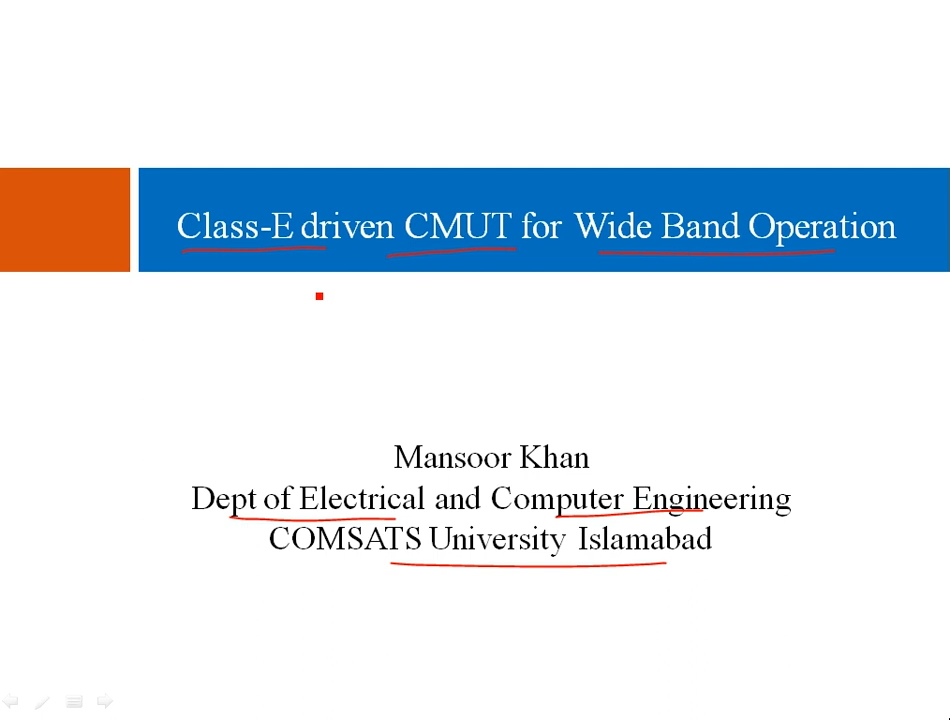 Class-E driven CMUT for Wide Band Operation
Mansoor Khan
Dept of Electrical and Computer Engineering
COMSATS University Islamabad